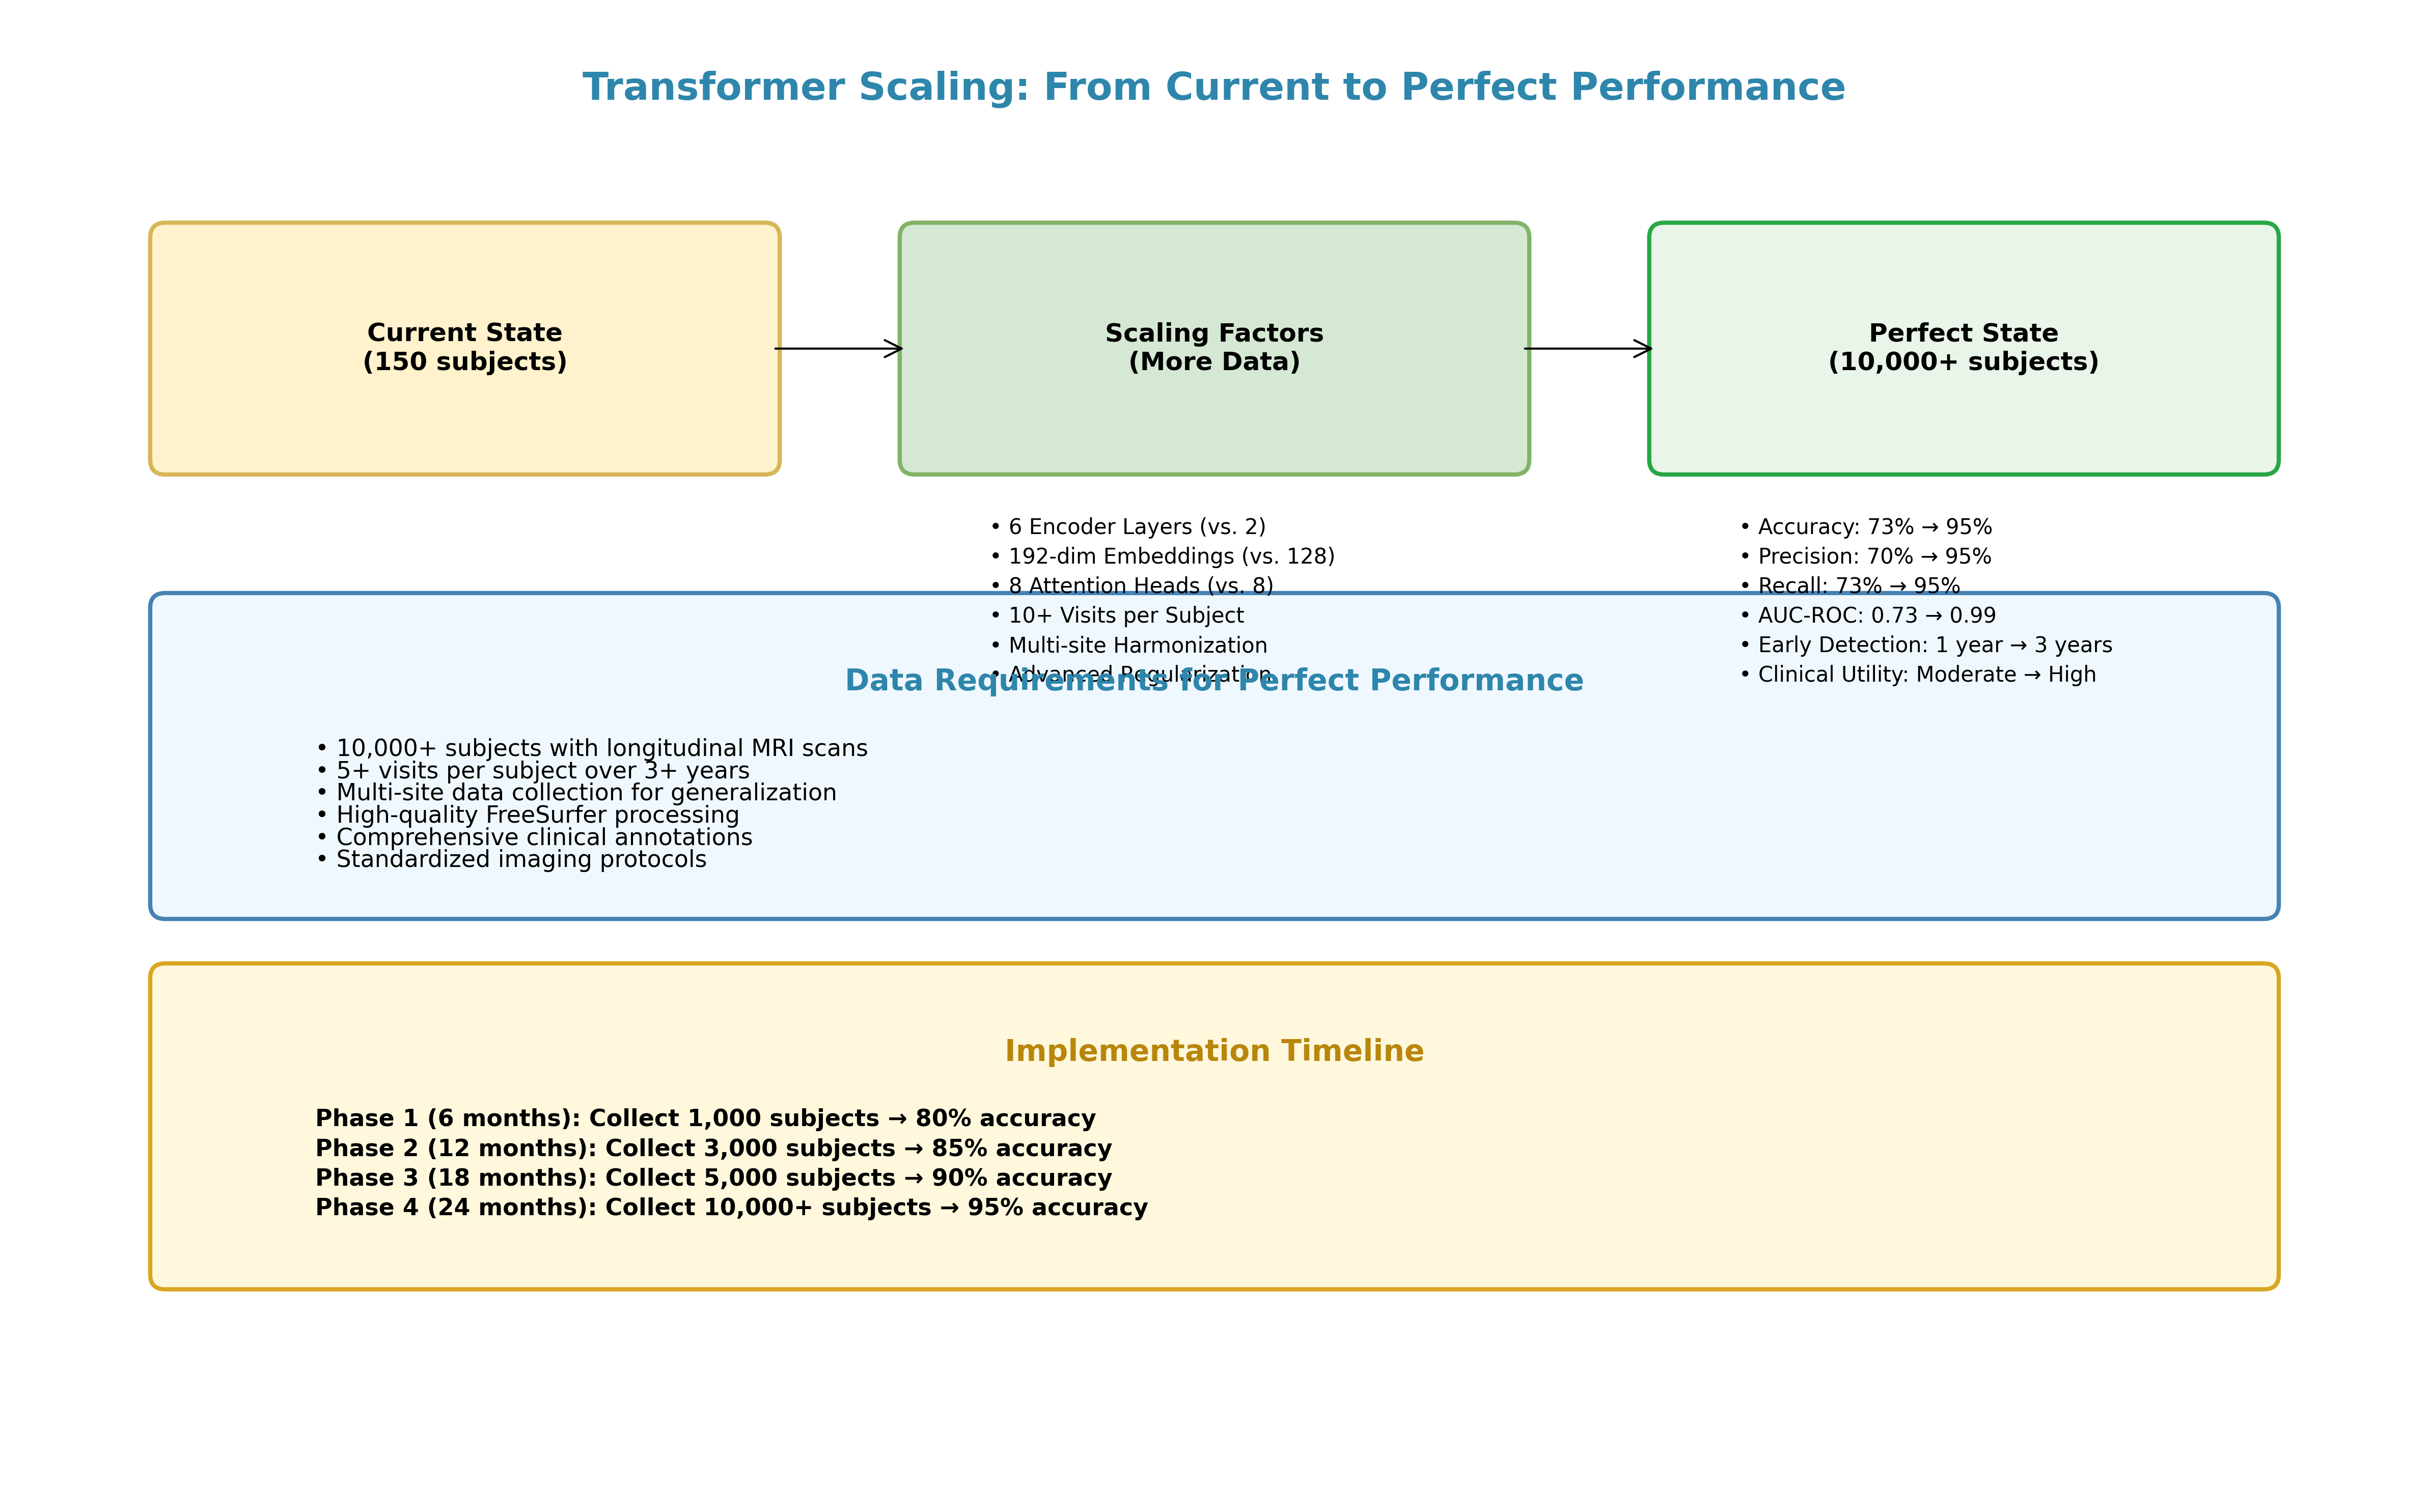 Transformer Scaling: From Current to Perfect Performance
Current State
(150 subjects)
Scaling Factors
(More Data)
Perfect State
(10,000+ subjects)
• 6 Encoder Layers (vs. 2)
• 192-dim Embeddings (vs. 128)
• 8 Attention Heads (vs. 8)
• 10+ Visits per Subject
• Multi-site Harmonization
• Advanced Regularization
• Accuracy: 73% → 95%
• Precision: 70% → 95%
• Recall: 73% → 95%
• AUC-ROC: 0.73 → 0.99
• Early Detection: 1 year → 3 years
• Clinical Utility: Moderate → High
Data Requirements for Perfect Performance
• 10,000+ subjects with longitudinal MRI scans
• 5+ visits per subject over 3+ years
• Multi-site data collection for generalization
• High-quality FreeSurfer processing
• Comprehensive clinical annotations
• Standardized imaging protocols
Implementation Timeline
Phase 1 (6 months): Collect 1,000 subjects → 80% accuracy
Phase 2 (12 months): Collect 3,000 subjects → 85% accuracy
Phase 3 (18 months): Collect 5,000 subjects → 90% accuracy
Phase 4 (24 months): Collect 10,000+ subjects → 95% accuracy